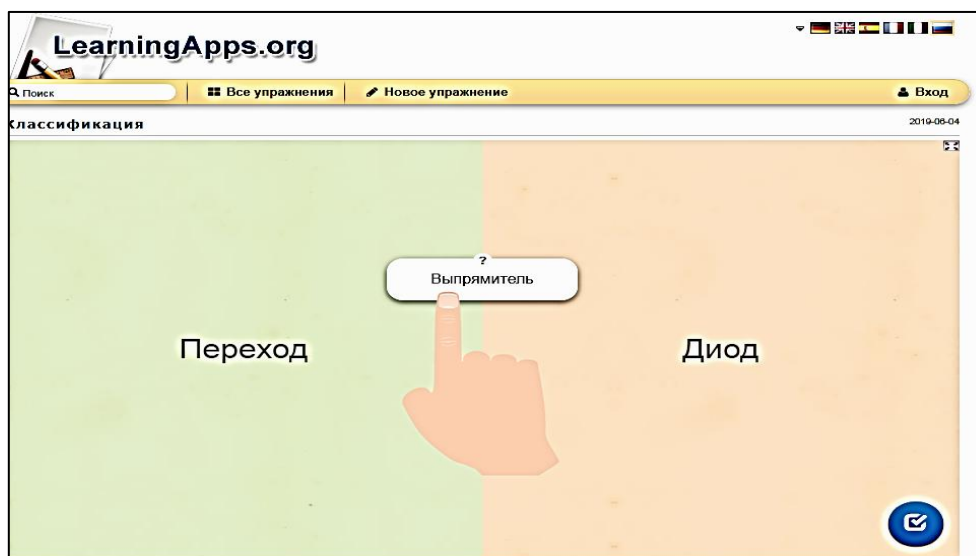 LearningApps.org
Поиск
Все упражнения
Новое упражнение
Вход
Классификация
2019-06-04
?
Выпрямитель
Переход
Диод